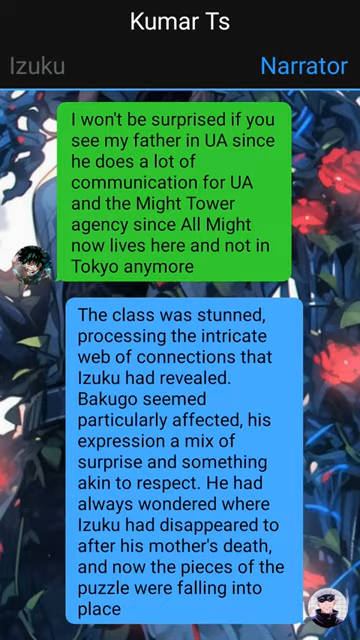 Kumar Ts
Izuku
Narrator
I won't be surprised if you
see my father in UA since
he does a lot of
communication for UA
and the Might Tower
agency since All Might
now lives here and not in
Tokyo anymore
The class was stunned,
processing the intricate
web of connections that
Izuku had revealed.
Bakugo seemed
particularly affected, his
expression a mix of
surprise and something
akin to respect. He had
always wondered where
Izuku had disappeared to
after his mother's death,
and now the pieces of the
puzzle were falling into
place